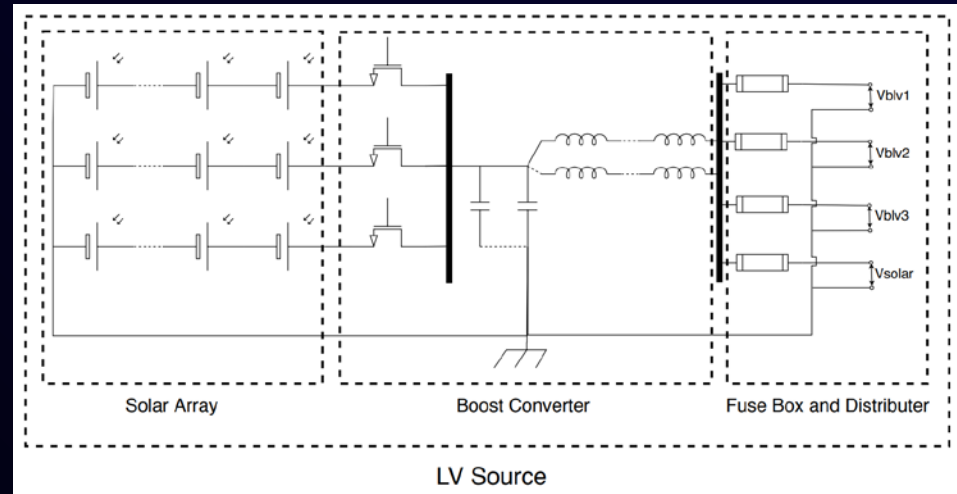 Vblv1
Vblv2
Vblv3
Vsolar
Solar Array
Boost Converter
Fuse Box and Distributer
LV Source